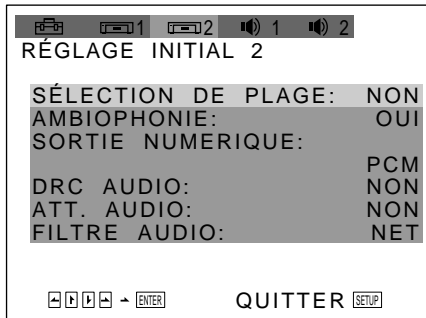 1 2 1 2
RÉGLAGE INITIAL 2
SÉLECTION DE PLAGE: NON
AMBIOPHONIE: OUI
SORTIE NUMERIQUE:
PCM
DRC AUDIO: NON
ATT. AUDIO: NON
FILTRE AUDIO: NET
ENTER QUITTER SETUP